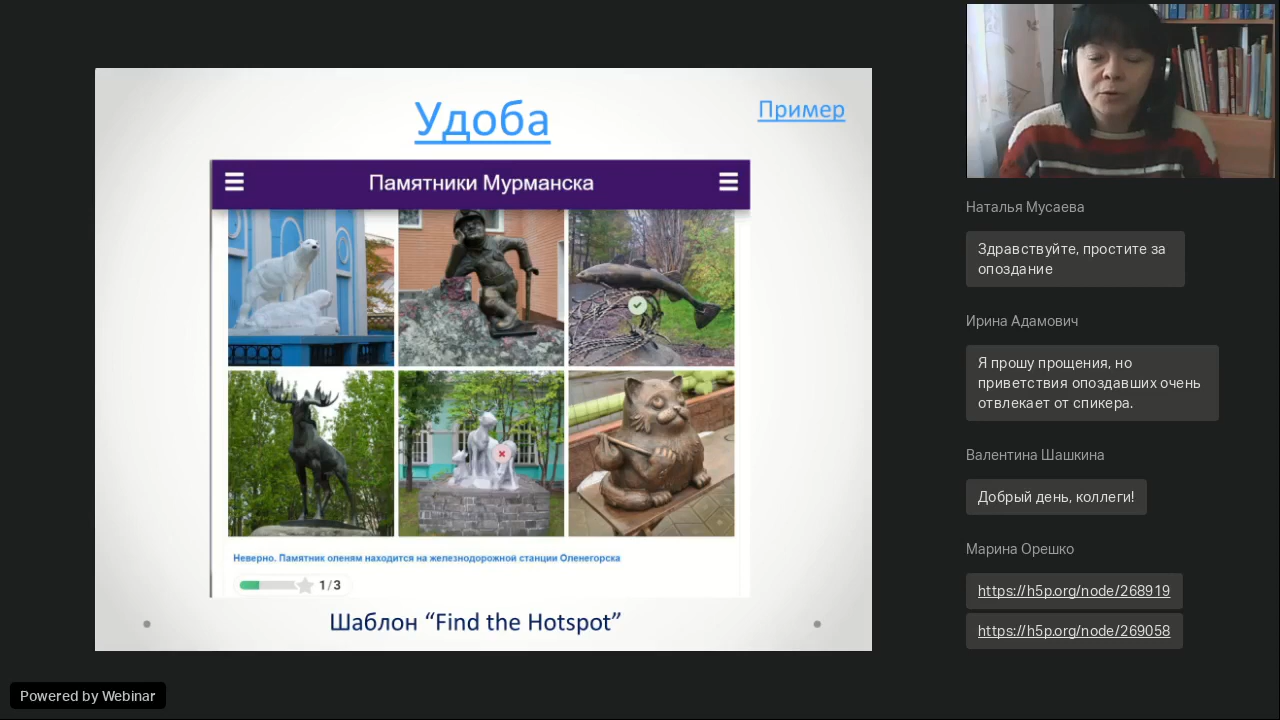 Удоба
Пример
Памятники Мурманска
Неверно. Памятник оленям находится на железнодорожной станции Оленегорска
1/3
Шаблон “Find the Hotspot”
Наталья Мусаева
Здравствуйте, простите за
опоздание
Ирина Адамович
Я прошу прощения, но
приветствия опоздавших очень
отвлекает от спикера.
Валентина Шашкина
Добрый день, коллеги!
Марина Орешко
https://h5p.org/node/268919
https://h5p.org/node/269058
Powered by Webinar